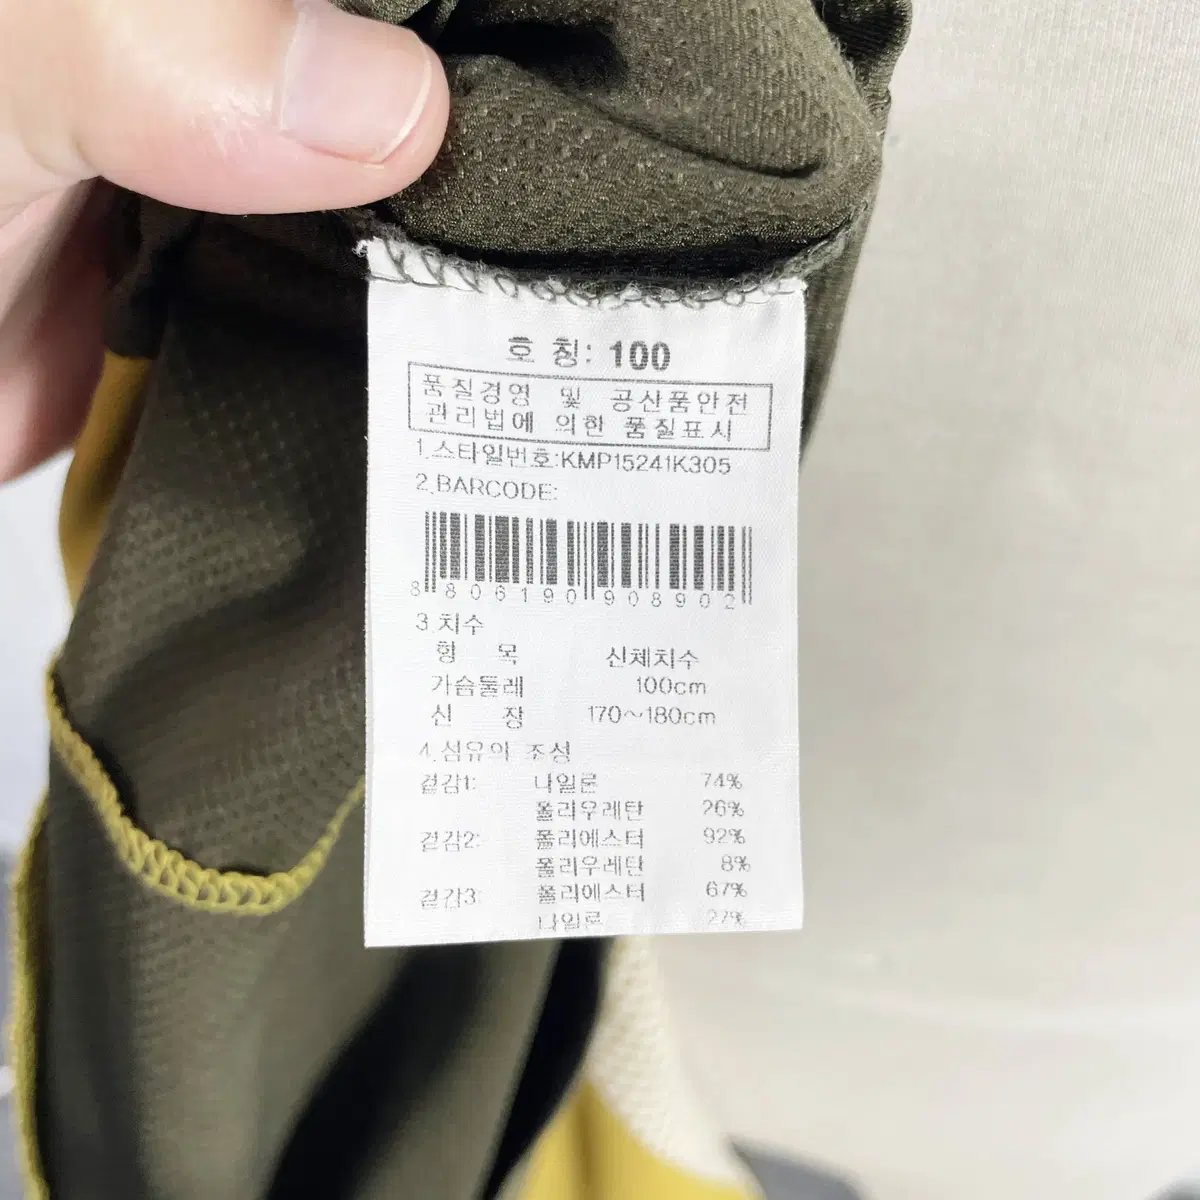 호 칭: 100
품질경영 및 공산품안전
관리법에 의한 품질표시
1.스타일번호:KMP15241K305
2.BARCODE:
8 806190 908902
3.치수
항 목 신체치수
가슴둘레 100cm
신 장 170~180cm
4.섬유의 조성
겉감1: 나일론 74%
폴리우레탄 26%
겉감2: 폴리에스터 92%
폴리우레탄 8%
겉감3: 폴리에스터 67%
나일론 27%